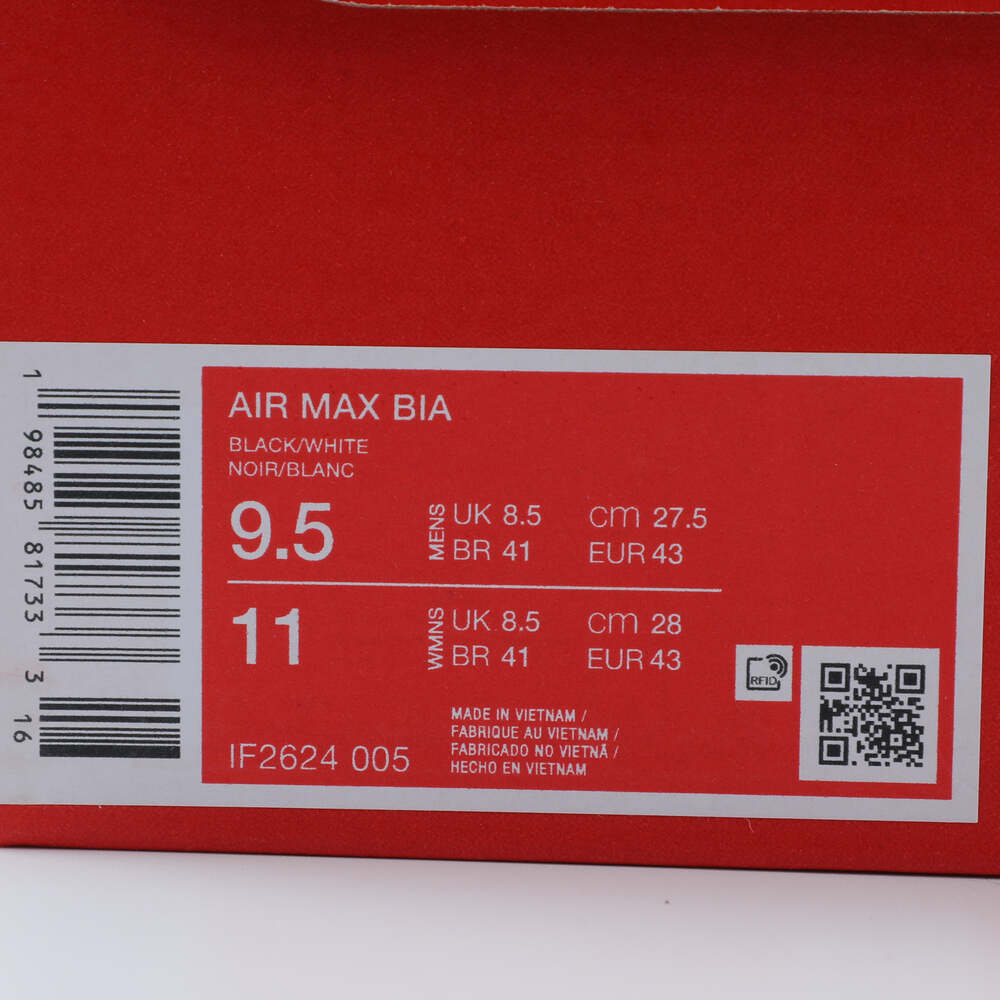 1 98485 81733 3 16
AIR MAX BIA
BLACK/WHITE
NOIR/BLANC
9.5
MENS
UK 8.5 cm 27.5
BR 41 EUR 43
11
WMNS
UK 8.5 cm 28
BR 41 EUR 43
RFID
MADE IN VIETNAM /
FABRIQUE AU VIETNAM /
FABRICADO NO VIETNÃ /
HECHO EN VIETNAM
IF2624 005